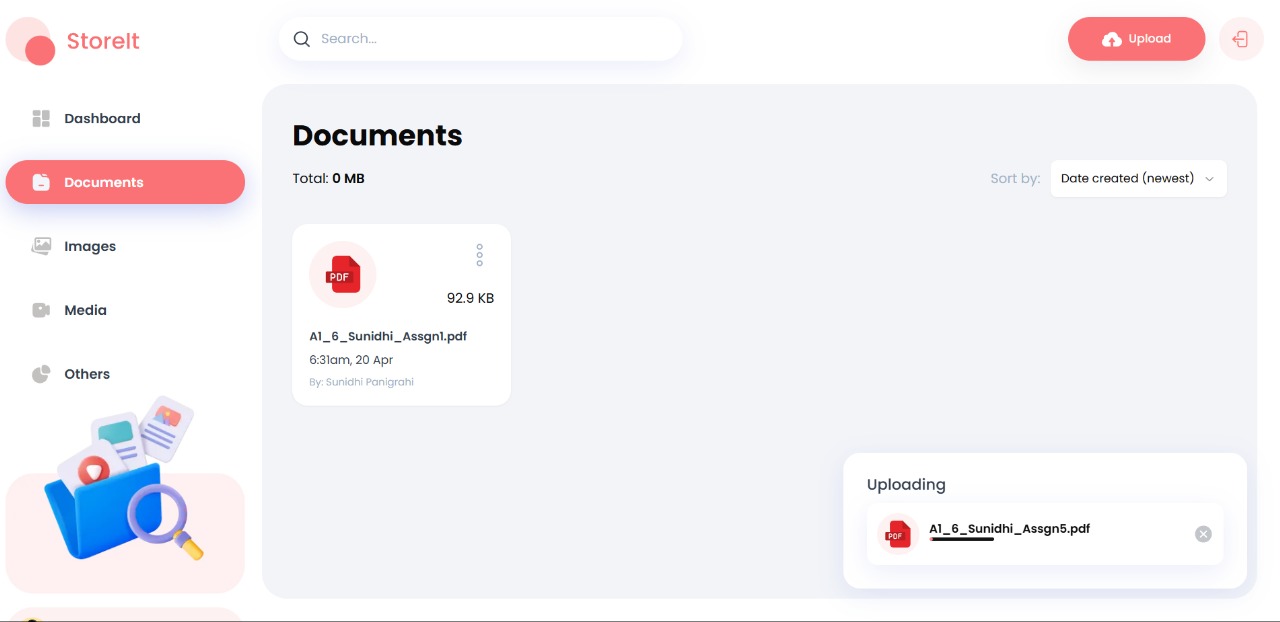 StoreIt
Search...
Upload
Dashboard
Documents
Images
Media
Others
Documents
Total: 0 MB
Sort by: Date created (newest)
PDF
92.9 KB
A1_6_Sunidhi_Assgn1.pdf
6:31am, 20 Apr
By: Sunidhi Panigrahi
Uploading
PDF
A1_6_Sunidhi_Assgn5.pdf